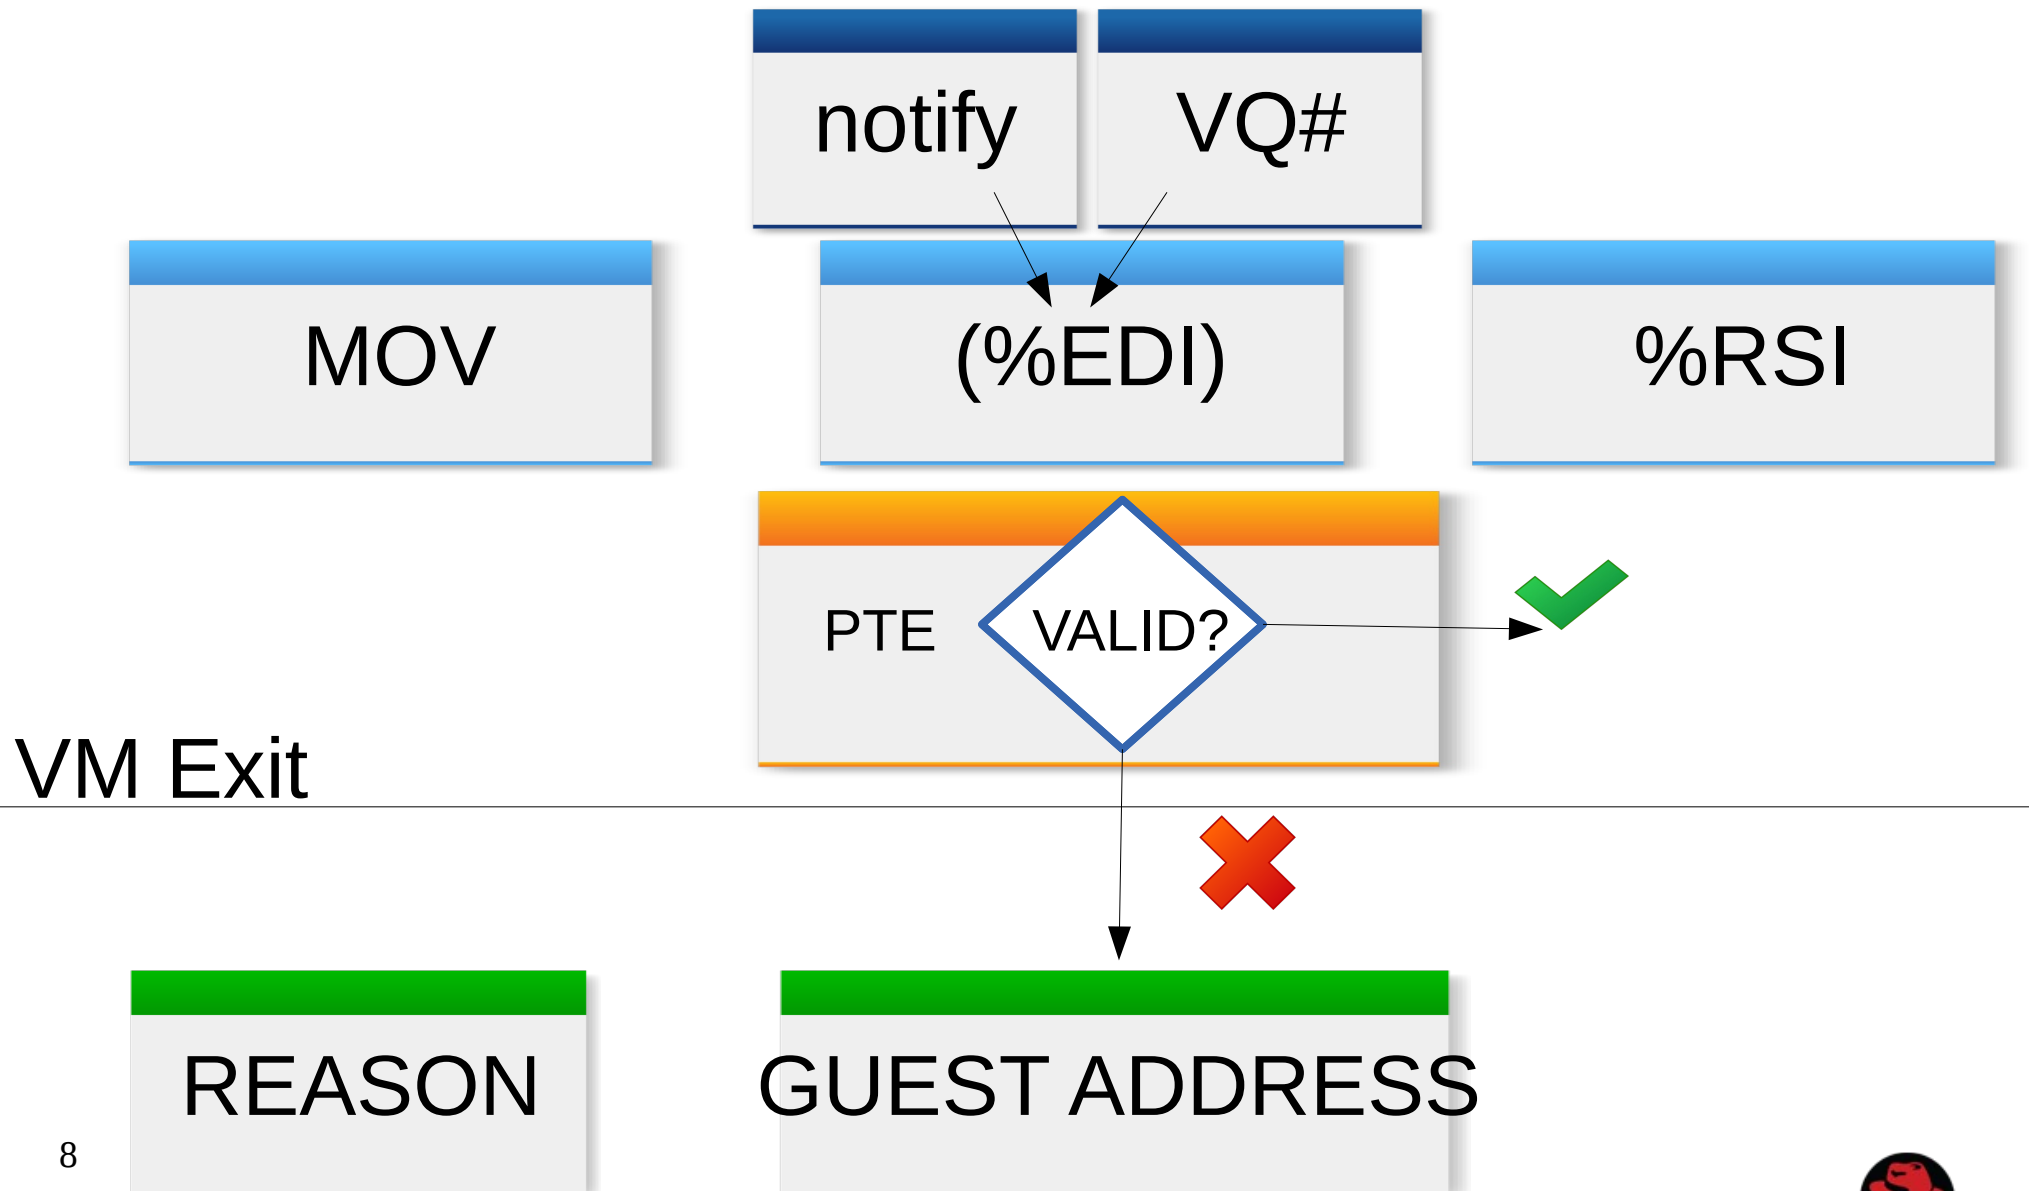 notify
VQ#
MOV
(%EDI)
%RSI
PTE
VALID?
VM Exit
REASON
GUEST ADDRESS
8